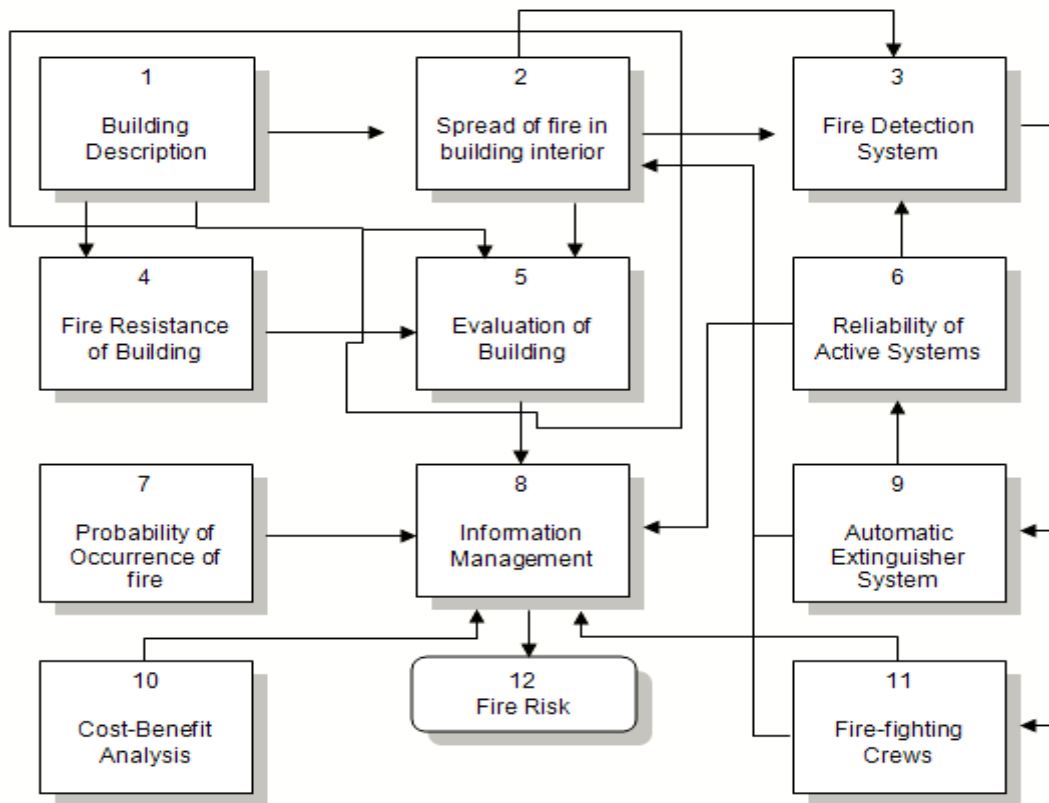 1
Building
Description
2
Spread of fire in
building interior
3
Fire Detection
System
4
Fire Resistance
of Building
5
Evaluation of
Building
6
Reliability of
Active Systems
7
Probability of
Occurrence of
fire
8
Information
Management
9
Automatic
Extinguisher
System
10
Cost-Benefit
Analysis
12
Fire Risk
11
Fire-fighting
Crews